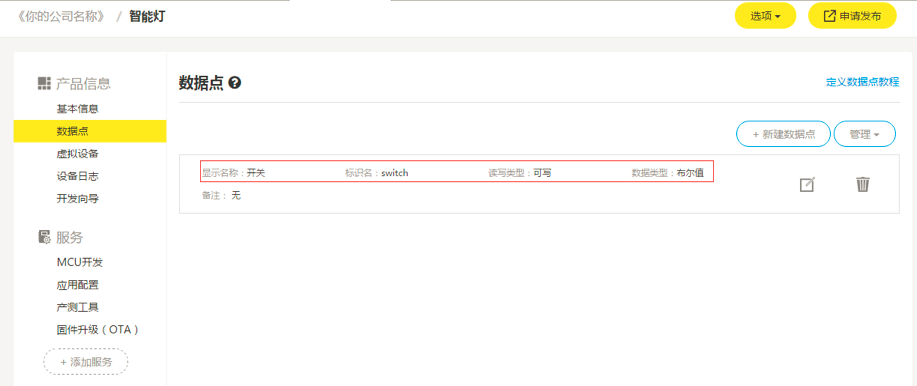 《你的公司名称》 / 智能灯
选项
申请发布
产品信息
基本信息
数据点
虚拟设备
设备日志
开发向导
服务
MCU开发
应用配置
产测工具
固件升级（OTA）
+ 添加服务
数据点
定义数据点教程
+ 新建数据点
管理
显示名称：开关 标识名：switch 读写类型：可写 数据类型：布尔值
备注： 无